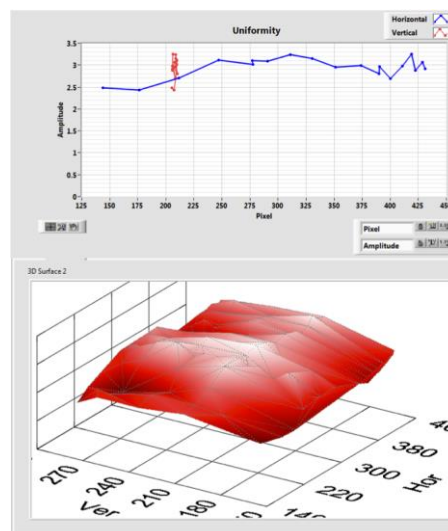 Uniformity
Horizontal
Vertical
3.5
3
2.5
2
1.5
1
0.5
0
Amplitude
125 150 175 200 225 250 275 300 325 350 375 400 425 450
Pixel
Pixel
Amplitude
3D Surface 2
270 240 210 180
Ver
140 220 300 380
Hor